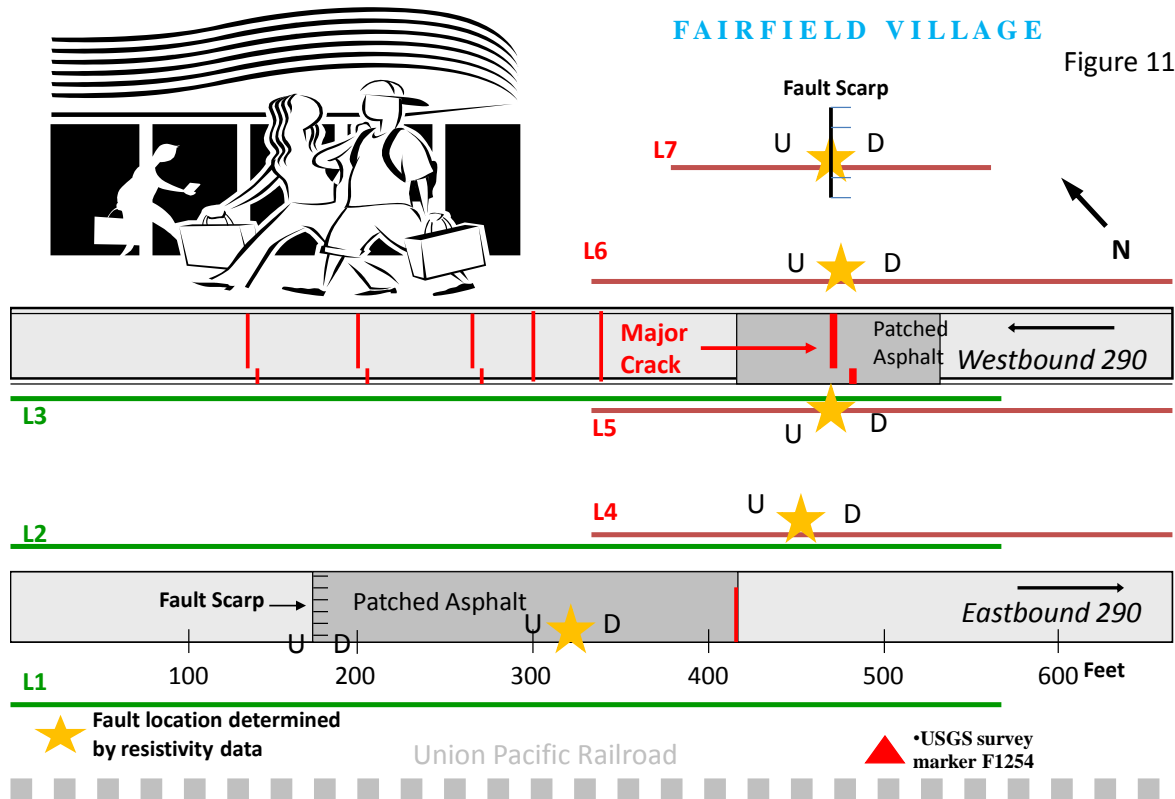 FAIRFIELD VILLAGE
Figure 11
Fault Scarp
U D
L7
N
L6
U D
Major
Crack
Patched
Asphalt
Westbound 290
L3
L5
U D
L2
L4
U D
Fault Scarp
Patched Asphalt
U D
Eastbound 290
U D
100 200 300 400 500 600 Feet
L1
Fault location determined
by resistivity data
Union Pacific Railroad
•USGS survey
marker F1254